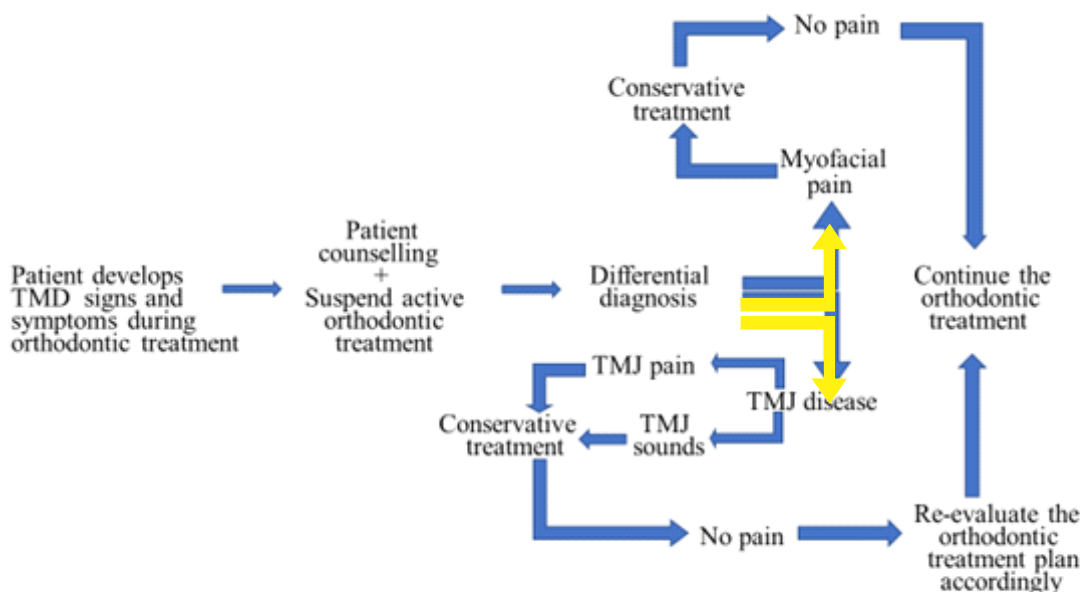 Patient develops
TMD signs and
symptoms during
orthodontic treatment
Patient
counselling
+
Suspend active
orthodontic
treatment
Differential
diagnosis
Myofacial
pain
Conservative
treatment
No pain
Continue the
orthodontic
treatment
TMJ disease
TMJ pain
TMJ
sounds
Conservative
treatment
No pain
Re-evaluate the
orthodontic
treatment plan
accordingly